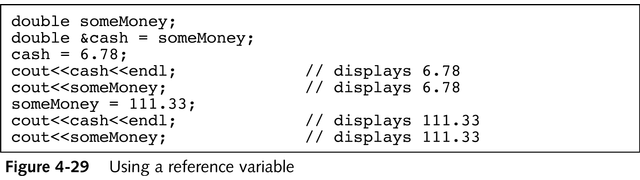 double someMoney;
double &cash = someMoney;
cash = 6.78;
cout<<cash<<endl; // displays 6.78
cout<<someMoney; // displays 6.78
someMoney = 111.33;
cout<<cash<<endl; // displays 111.33
cout<<someMoney; // displays 111.33
Figure 4-29 Using a reference variable